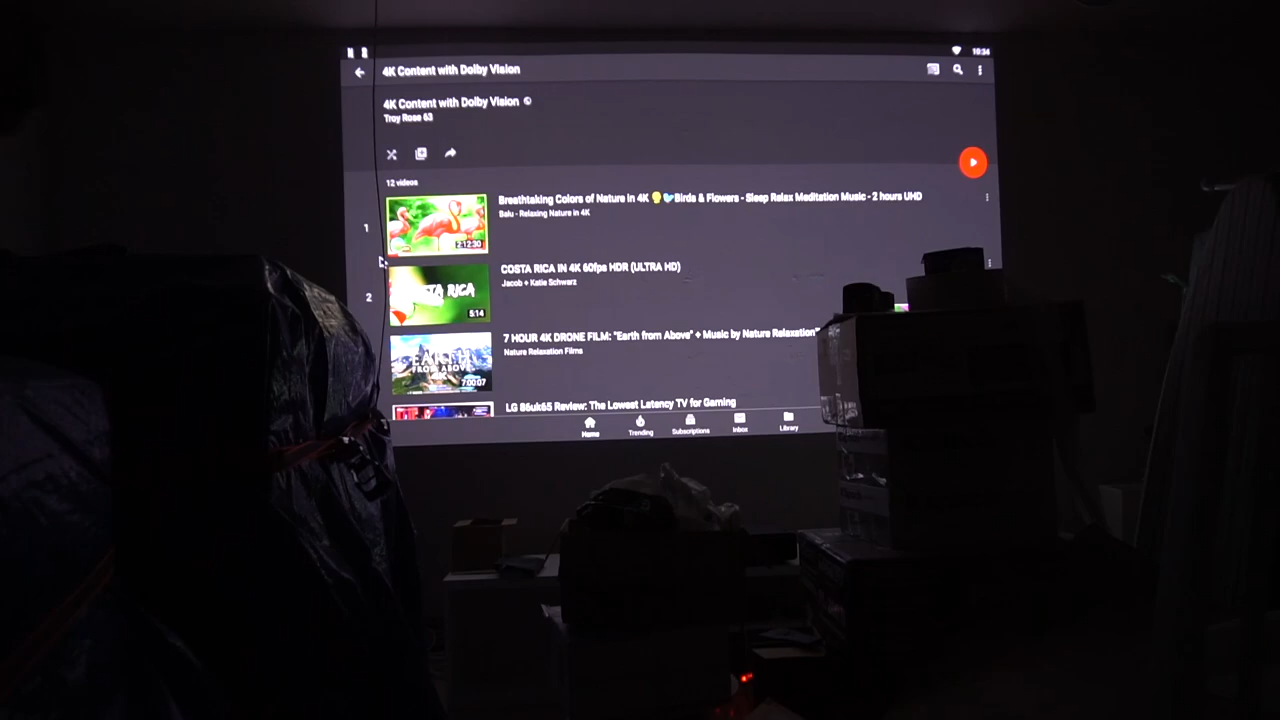 10:34
4K Content with Dolby Vision
4K Content with Dolby Vision
Troy Rose 63
12 videos
1
Breathtaking Colors of Nature in 4K Birds & Flowers - Sleep Relax Meditation Music - 2 hours UHD
Balu - Relaxing Nature in 4K
2:12:30
2
COSTA RICA IN 4K 60fps HDR (ULTRA HD)
Jacob + Katie Schwarz
STA RICA
5:14
7 HOUR 4K DRONE FILM: "Earth from Above" + Music by Nature Relaxation™
Nature Relaxation Films
EARTH
FROM ABOVE
4K
7:00:07
LG 86uk65 Review: The Lowest Latency TV for Gaming
Home
Trending
Subscriptions
Inbox
Library